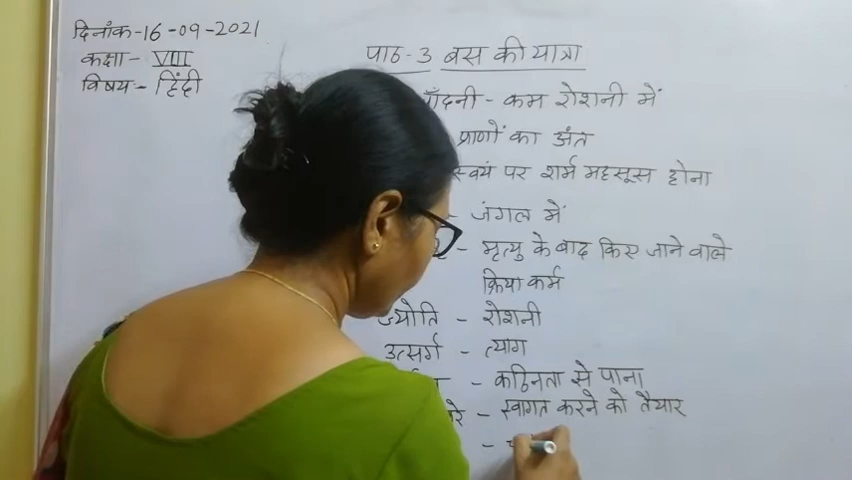 दिनांक-16-09-2021
कक्षा- VIII
विषय:- हिंदी
पाठ-3 बस की यात्रा
- कम रोशनी में
प्राणों का अंत
स्वयं पर शर्म महसूस होना
- जंगल में
- मृत्यु के बाद किए जाने वाले
क्रिया कर्म
ज्योति - रोशनी
उत्सर्ग - त्याग
- कठिनता से पाना
- स्वागत करने को तैयार
-